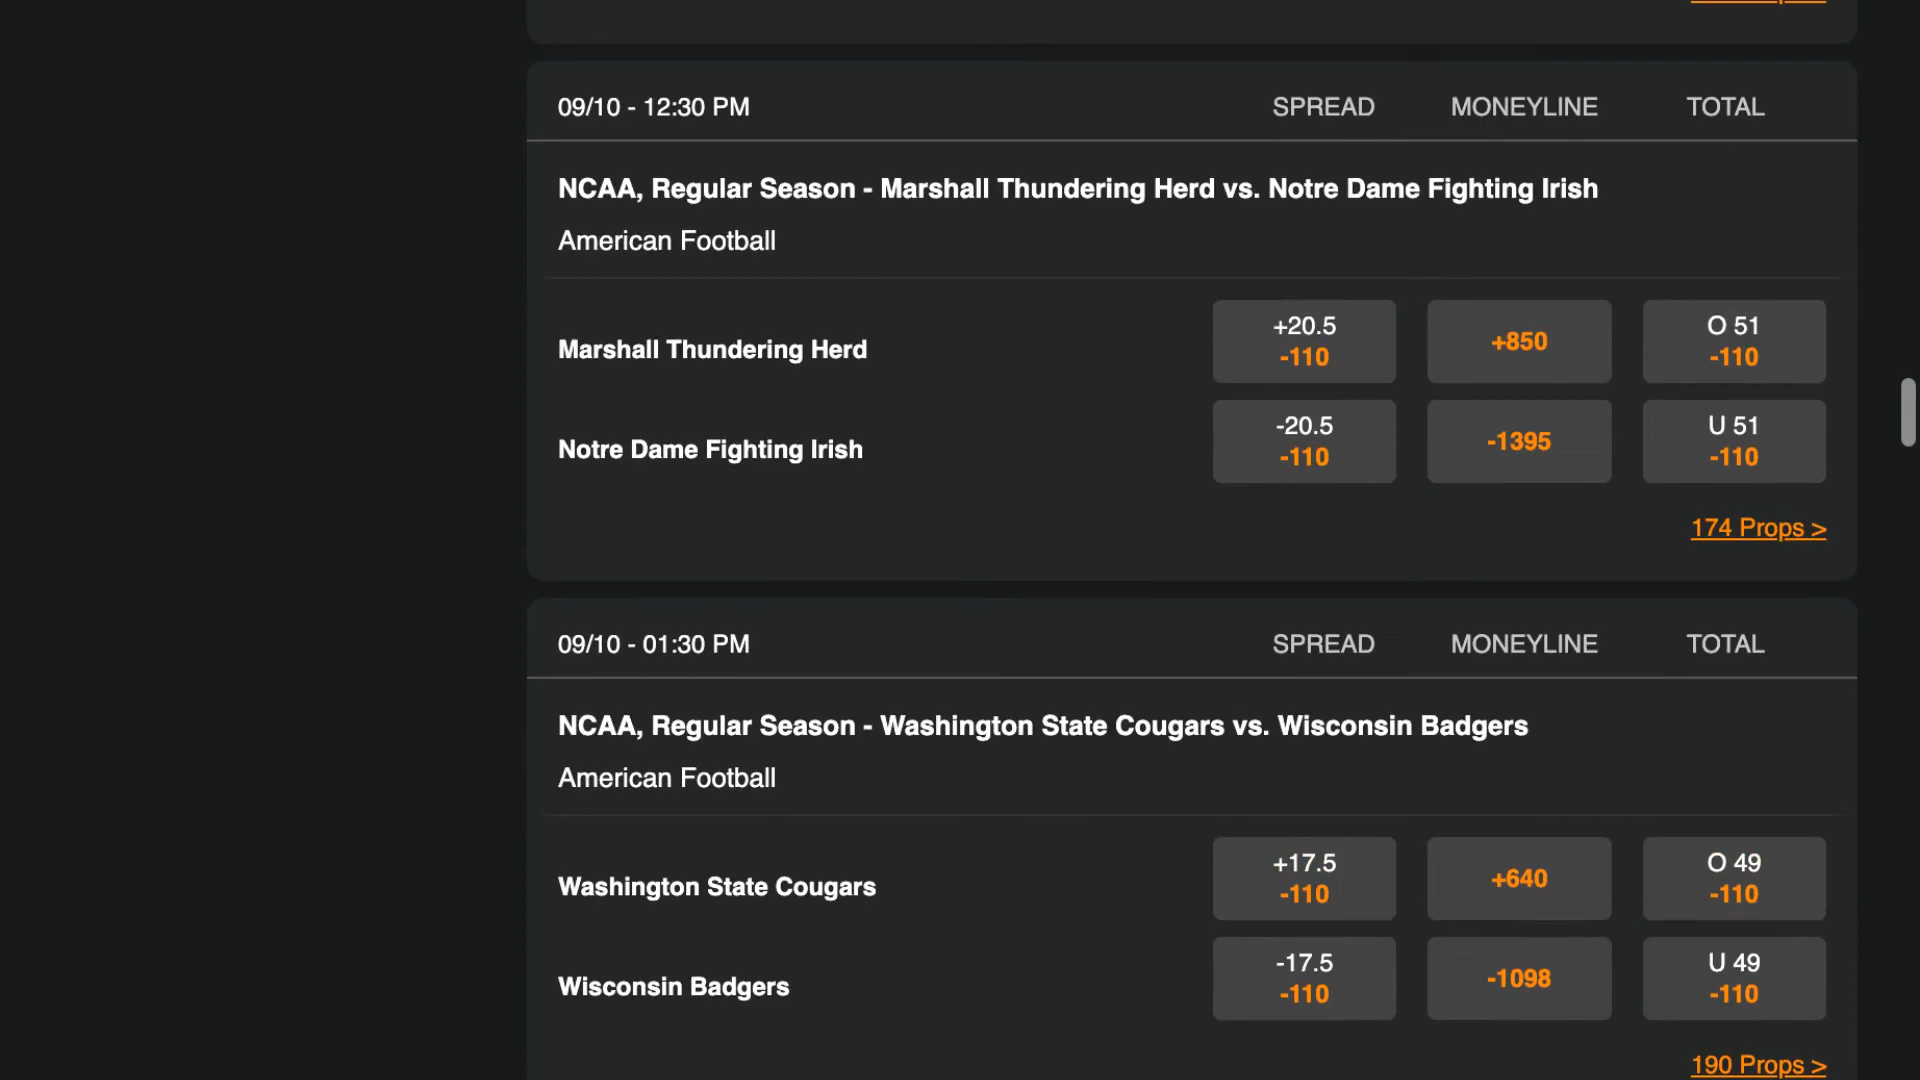 09/10 - 12:30 PM SPREAD MONEYLINE TOTAL
NCAA, Regular Season - Marshall Thundering Herd vs. Notre Dame Fighting Irish
American Football
Marshall Thundering Herd +20.5 -110 +850 O 51 -110
Notre Dame Fighting Irish -20.5 -110 -1395 U 51 -110
174 Props >
09/10 - 01:30 PM SPREAD MONEYLINE TOTAL
NCAA, Regular Season - Washington State Cougars vs. Wisconsin Badgers
American Football
Washington State Cougars +17.5 -110 +640 O 49 -110
Wisconsin Badgers -17.5 -110 -1098 U 49 -110
190 Props >